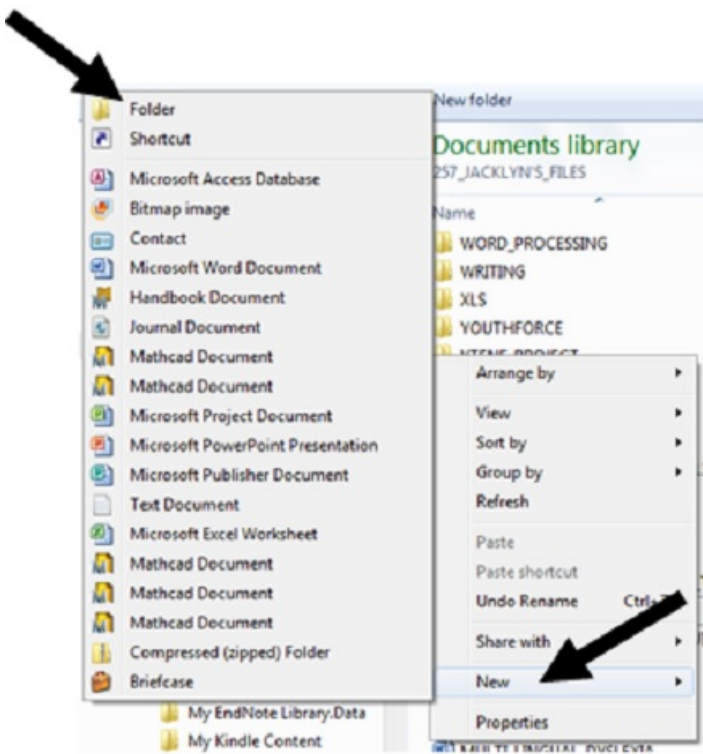 New folder
Documents library
257_JACKLYN'S_FILES
Name
WORD_PROCESSING
WRITING
XLS
YOUTHFORCE
Folder
Shortcut
Microsoft Access Database
Bitmap image
Contact
Microsoft Word Document
Handbook Document
Journal Document
Mathcad Document
Mathcad Document
Microsoft Project Document
Microsoft PowerPoint Presentation
Microsoft Publisher Document
Text Document
Microsoft Excel Worksheet
Mathcad Document
Mathcad Document
Mathcad Document
Compressed (zipped) Folder
Briefcase
Arrange by
View
Sort by
Group by
Refresh
Paste
Paste shortcut
Undo Rename
Share with
New
Properties
My EndNote Library.Data
My Kindle Content